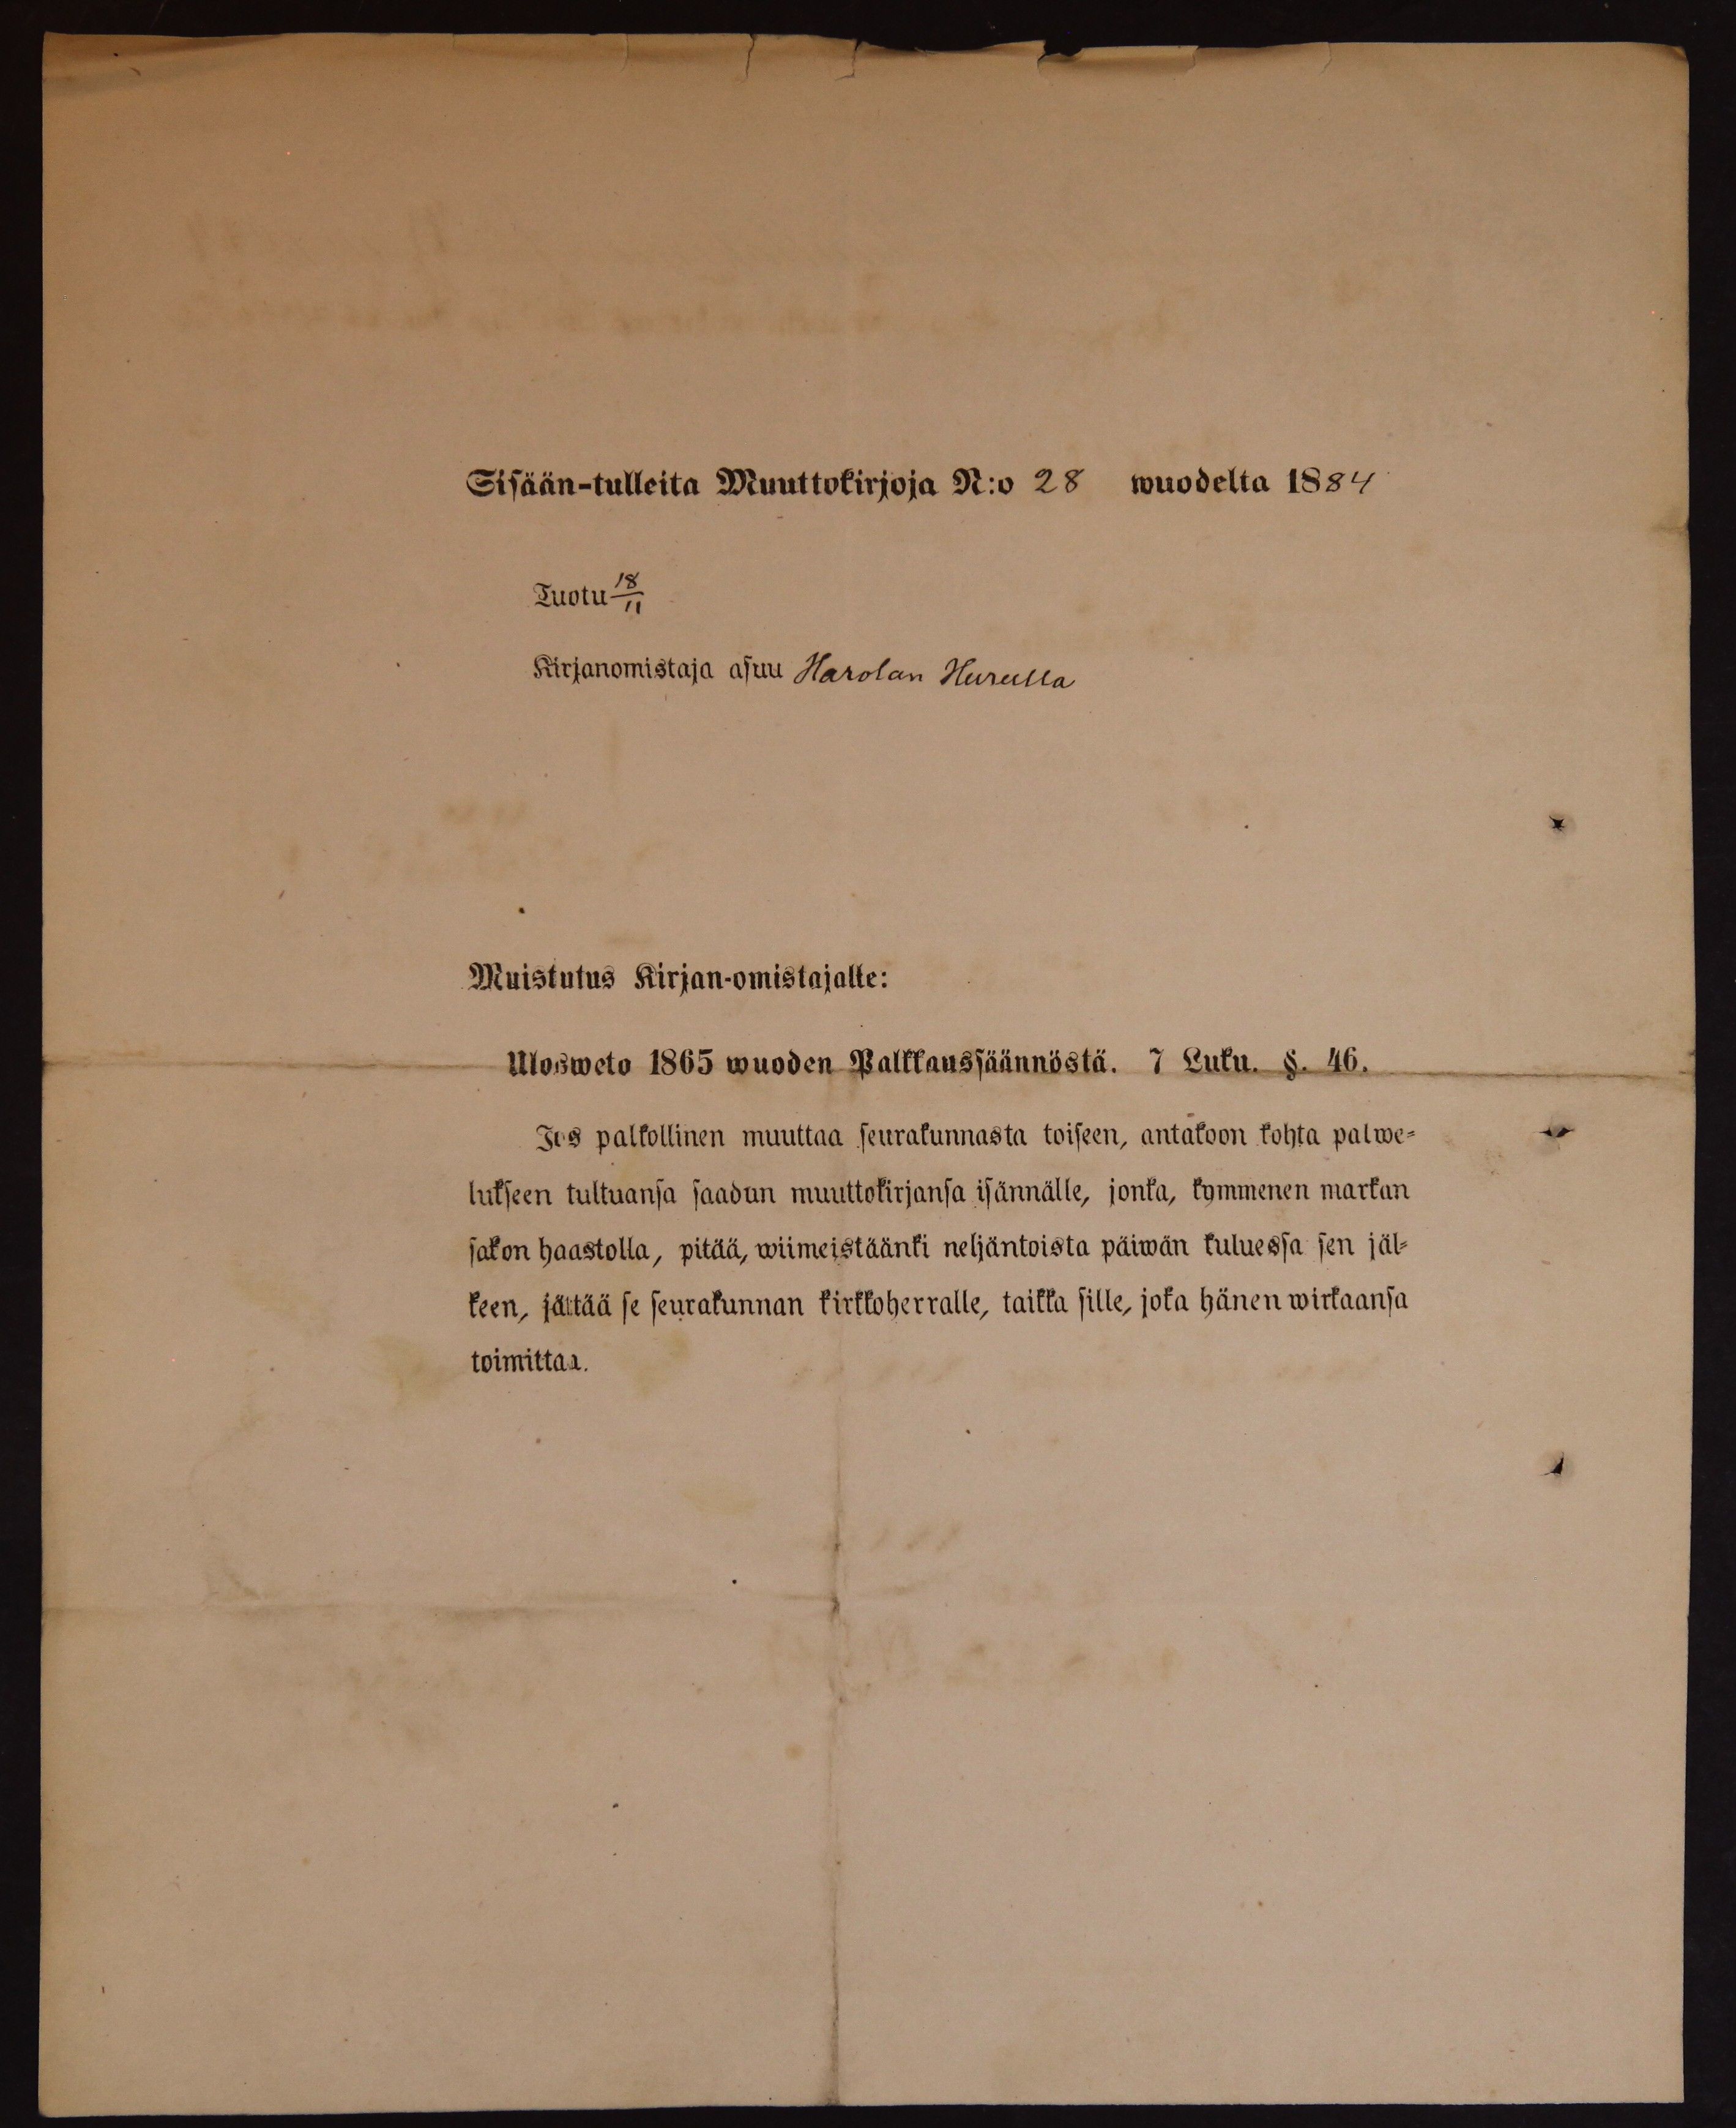 Sisään-tulleita Muuttokirjoja N:o 28 wuodelta 1884
Tuotu 18/11
Kirjanomistaja asuu Harolan Hurulla
Muistutus Kirjan-omistajalle:
Ulosweto 1865 wuoden Palkkaussäännöstä. 7 Luku. §. 46.
Jos palkollinen muuttaa seurakunnasta toiseen, antakoon kohta palwe-
lukseen tultuansa saadun muuttokirjansa isännälle, jonka, kymmenen markan
sakon haastolla, pitää, wiimeistäänki neljäntoista päiwän kuluessa sen jäl-
keen, jättää se seurakunnan kirkkoherralle, taikka sille, joka hänen wirkaansa
toimittaa.